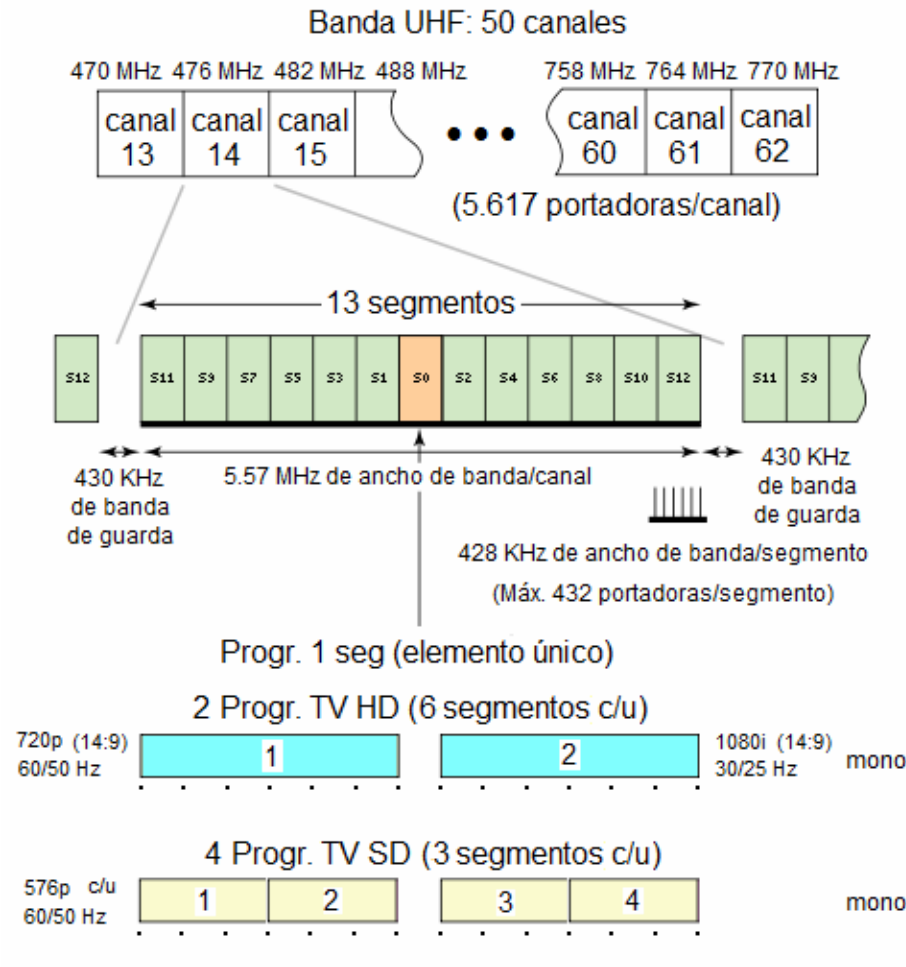 Banda UHF: 50 canales
470 MHz 476 MHz 482 MHz 488 MHz 758 MHz 764 MHz 770 MHz
canal 13 canal 14 canal 15 canal 60 canal 61 canal 62
(5.617 portadoras/canal)
13 segmentos
S12 S11 S9 S7 S5 S3 S1 S0 S2 S4 S6 S8 S10 S12 S11 S9
430 KHz
de banda
de guarda
5.57 MHz de ancho de banda/canal
430 KHz
de banda
de guarda
428 KHz de ancho de banda/segmento
(Máx. 432 portadoras/segmento)
Progr. 1 seg (elemento único)
2 Progr. TV HD (6 segmentos c/u)
720p (14:9)
60/50 Hz
1 2
1080i (14:9)
30/25 Hz
mono
4 Progr. TV SD (3 segmentos c/u)
576p c/u
60/50 Hz
1 2 3 4
mono